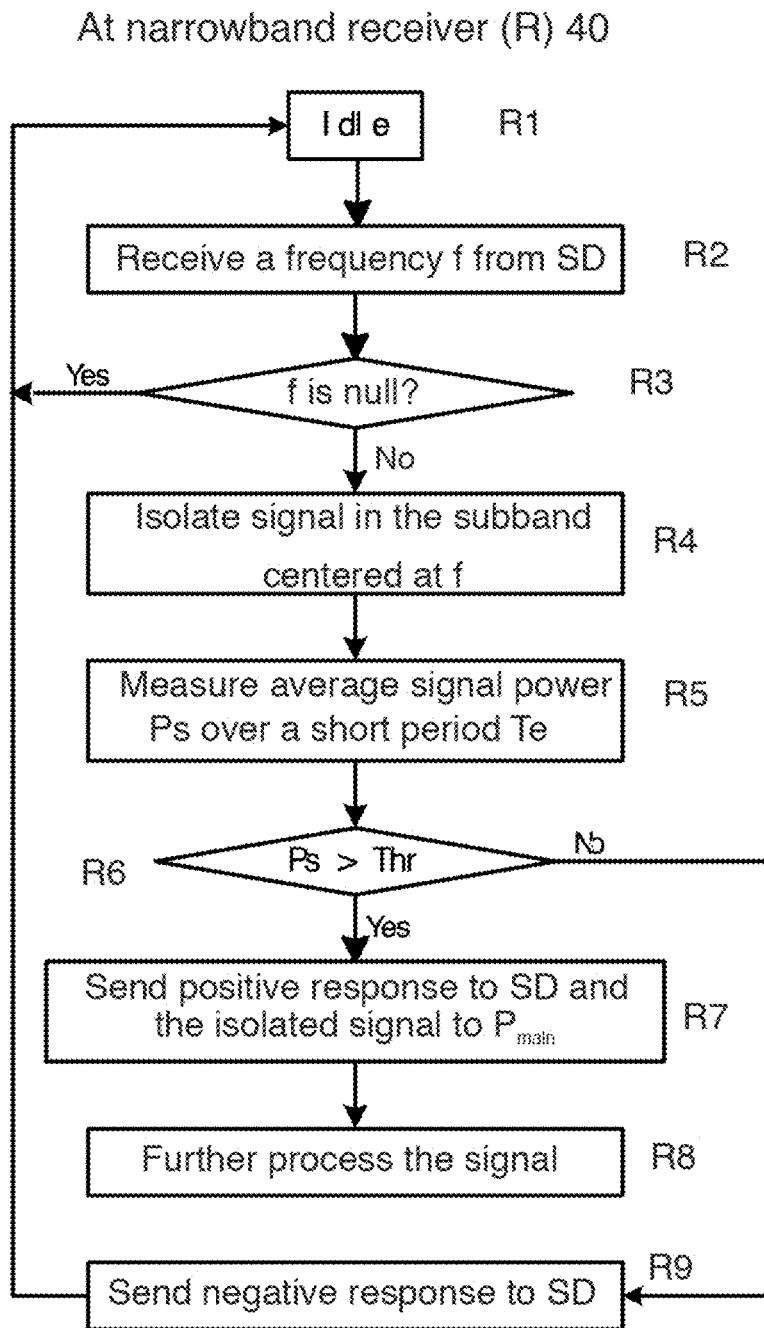 At narrowband receiver (R) 40
Idle R1
Receive a frequency f from SD R2
Yes f is null? R3
No
Isolate signal in the subband R4
centered at f
Measure average signal power R5
Ps over a short period Te
R6 Ps > Thr No
Yes
Send positive response to SD and R7
the isolated signal to Pmain
Further process the signal R8
Send negative response to SD R9